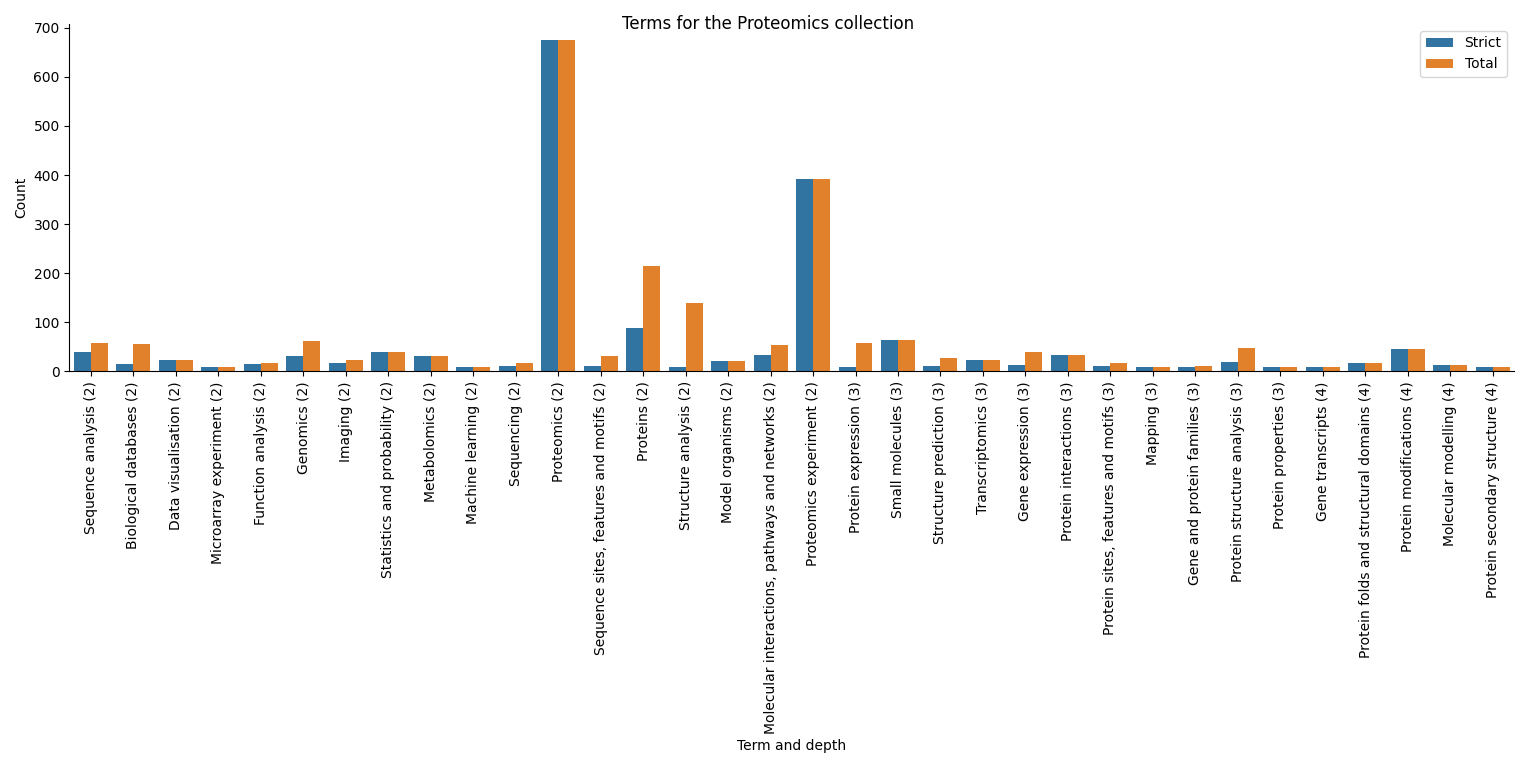 Terms for the Proteomics collection
Strict
Total
Count
700
600
500
400
300
200
100
0
Sequence analysis (2)
Biological databases (2)
Data visualisation (2)
Microarray experiment (2)
Function analysis (2)
Genomics (2)
Imaging (2)
Statistics and probability (2)
Metabolomics (2)
Machine learning (2)
Sequencing (2)
Proteomics (2)
Sequence sites, features and motifs (2)
Proteins (2)
Structure analysis (2)
Model organisms (2)
Molecular interactions, pathways and networks (2)
Proteomics experiment (2)
Protein expression (3)
Small molecules (3)
Structure prediction (3)
Transcriptomics (3)
Gene expression (3)
Protein interactions (3)
Protein sites, features and motifs (3)
Mapping (3)
Gene and protein families (3)
Protein structure analysis (3)
Protein properties (3)
Gene transcripts (4)
Protein folds and structural domains (4)
Protein modifications (4)
Molecular modelling (4)
Protein secondary structure (4)
Term and depth